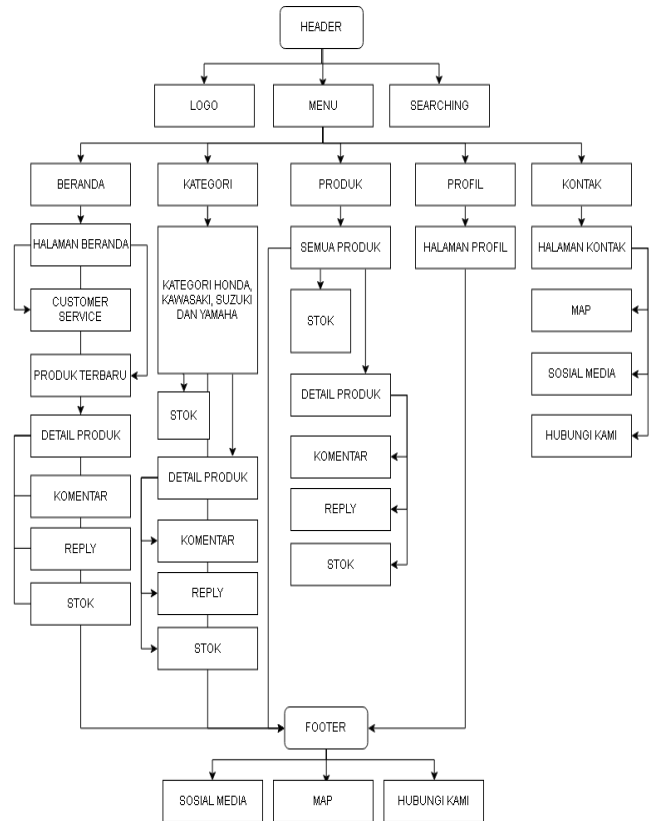 HEADER
LOGO
MENU
SEARCHING
BERANDA
KATEGORI
PRODUK
PROFIL
KONTAK
HALAMAN BERANDA
CUSTOMER
SERVICE
PRODUK TERBARU
DETAIL PRODUK
KOMENTAR
REPLY
STOK
KATEGORI HONDA,
KAWASAKI, SUZUKI
DAN YAMAHA
STOK
DETAIL PRODUK
KOMENTAR
REPLY
STOK
SEMUA PRODUK
STOK
DETAIL PRODUK
KOMENTAR
REPLY
STOK
HALAMAN PROFIL
HALAMAN KONTAK
MAP
SOSIAL MEDIA
HUBUNGI KAMI
FOOTER
SOSIAL MEDIA
MAP
HUBUNGI KAMI